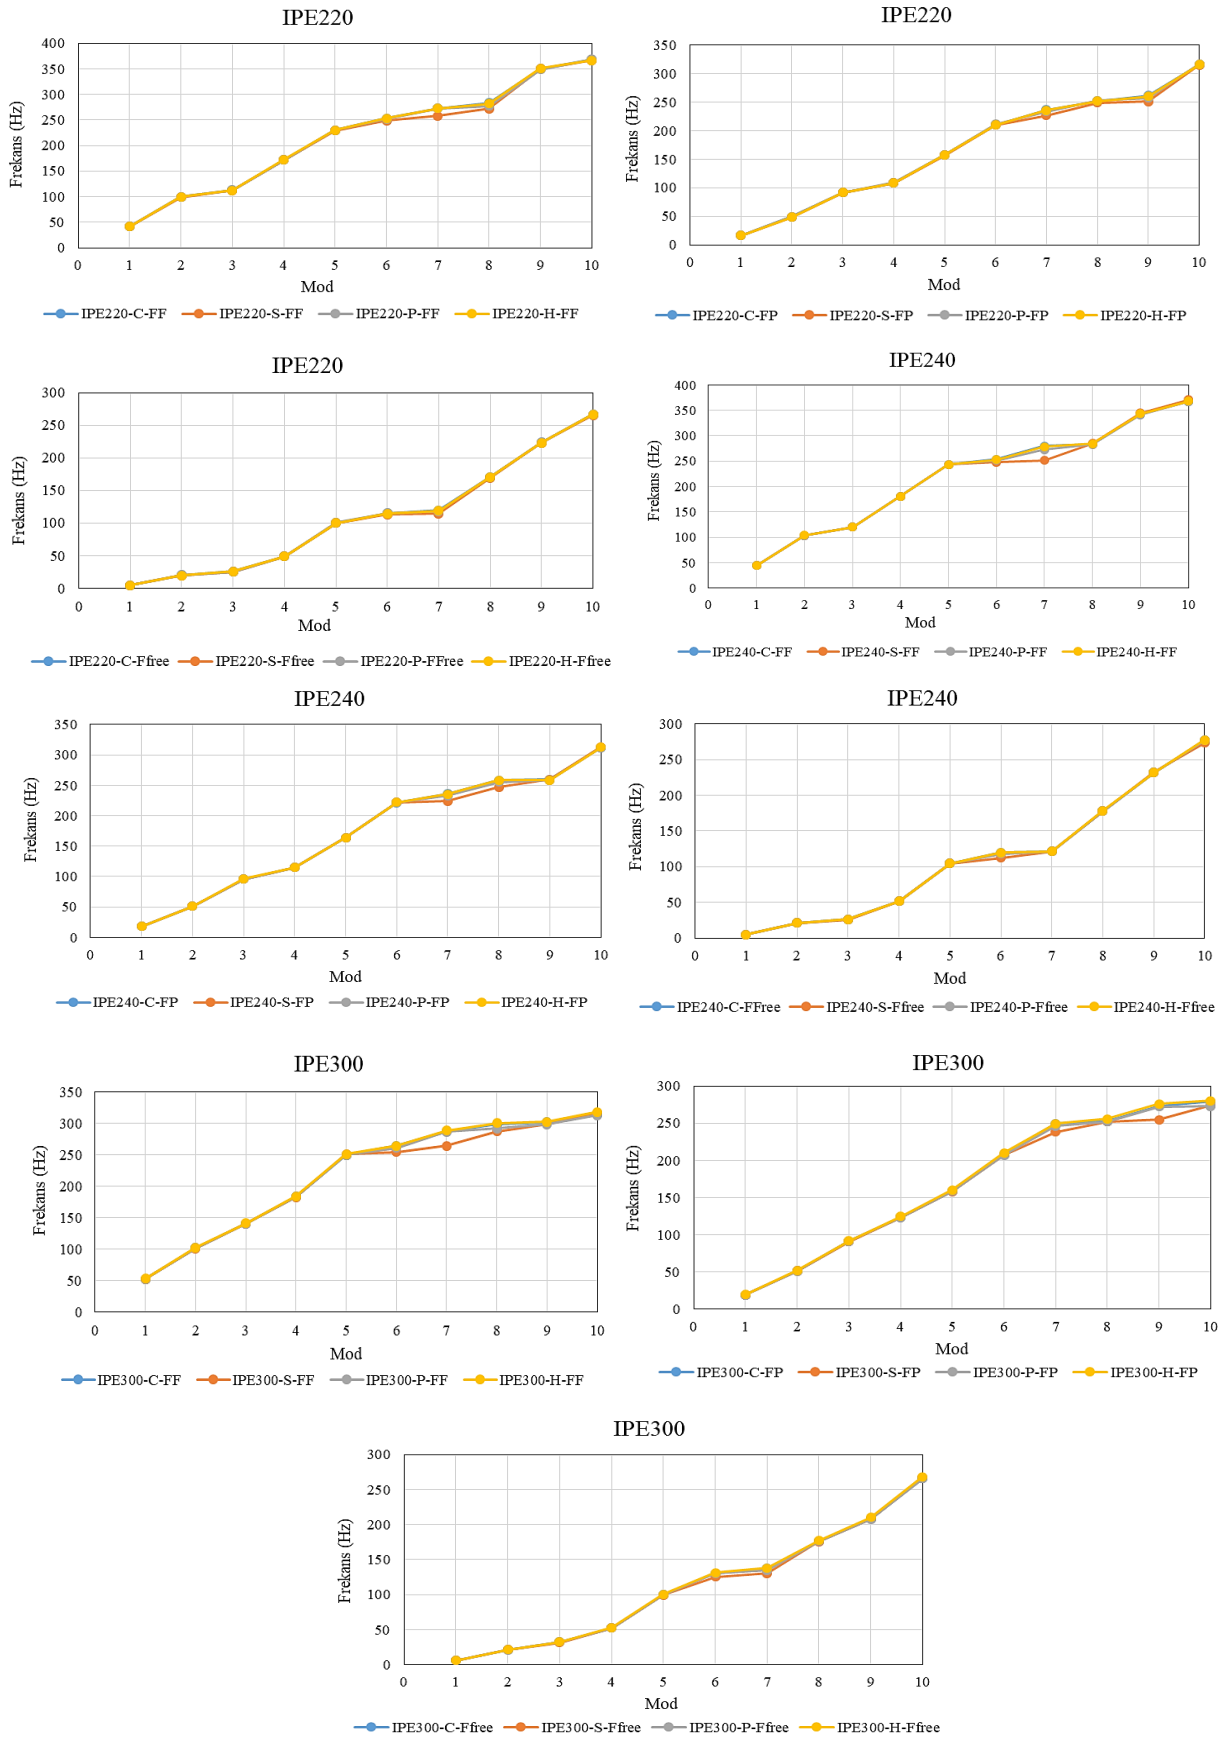 IPE220
Frekans (Hz)
400
350
300
250
200
150
100
50
0
0 1 2 3 4 5 6 7 8 9 10
Mod
IPE220-C-FF IPE220-S-FF IPE220-P-FF IPE220-H-FF
IPE220
Frekans (Hz)
350
300
250
200
150
100
50
0
0 1 2 3 4 5 6 7 8 9 10
Mod
IPE220-C-FP IPE220-S-FP IPE220-P-FP IPE220-H-FP
IPE220
Frekans (Hz)
300
250
200
150
100
50
0
0 1 2 3 4 5 6 7 8 9 10
Mod
IPE220-C-Ffree IPE220-S-Ffree IPE220-P-FFree IPE220-H-Ffree
IPE240
Frekans (Hz)
400
350
300
250
200
150
100
50
0
0 1 2 3 4 5 6 7 8 9 10
Mod
IPE240-C-FF IPE240-S-FF IPE240-P-FF IPE240-H-FF
IPE240
Frekans (Hz)
350
300
250
200
150
100
50
0
0 1 2 3 4 5 6 7 8 9 10
Mod
IPE240-C-FP IPE240-S-FP IPE240-P-FP IPE240-H-FP
IPE240
Frekans (Hz)
300
250
200
150
100
50
0
0 1 2 3 4 5 6 7 8 9 10
Mod
IPE240-C-FFree IPE240-S-Ffree IPE240-P-Ffree IPE240-H-Ffree
IPE300
Frekans (Hz)
350
300
250
200
150
100
50
0
0 1 2 3 4 5 6 7 8 9 10
Mod
IPE300-C-FF IPE300-S-FF IPE300-P-FF IPE300-H-FF
IPE300
Frekans (Hz)
300
250
200
150
100
50
0
0 1 2 3 4 5 6 7 8 9 10
Mod
IPE300-C-FP IPE300-S-FP IPE300-P-FP IPE300-H-FP
IPE300
Frekans (Hz)
300
250
200
150
100
50
0
0 1 2 3 4 5 6 7 8 9 10
Mod
IPE300-C-Ffree IPE300-S-Ffree IPE300-P-Ffree IPE300-H-Ffree